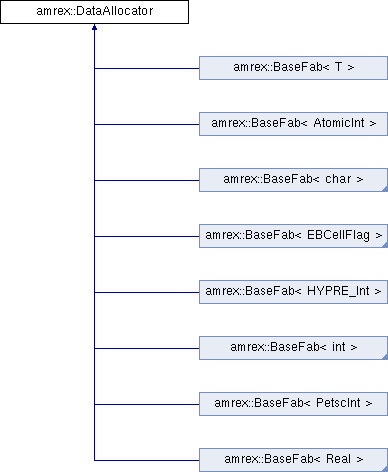 amrex::DataAllocator
amrex::BaseFab< T >
amrex::BaseFab< AtomicInt >
amrex::BaseFab< char >
amrex::BaseFab< EBCellFlag >
amrex::BaseFab< HYPRE_Int >
amrex::BaseFab< int >
amrex::BaseFab< PetscInt >
amrex::BaseFab< Real >